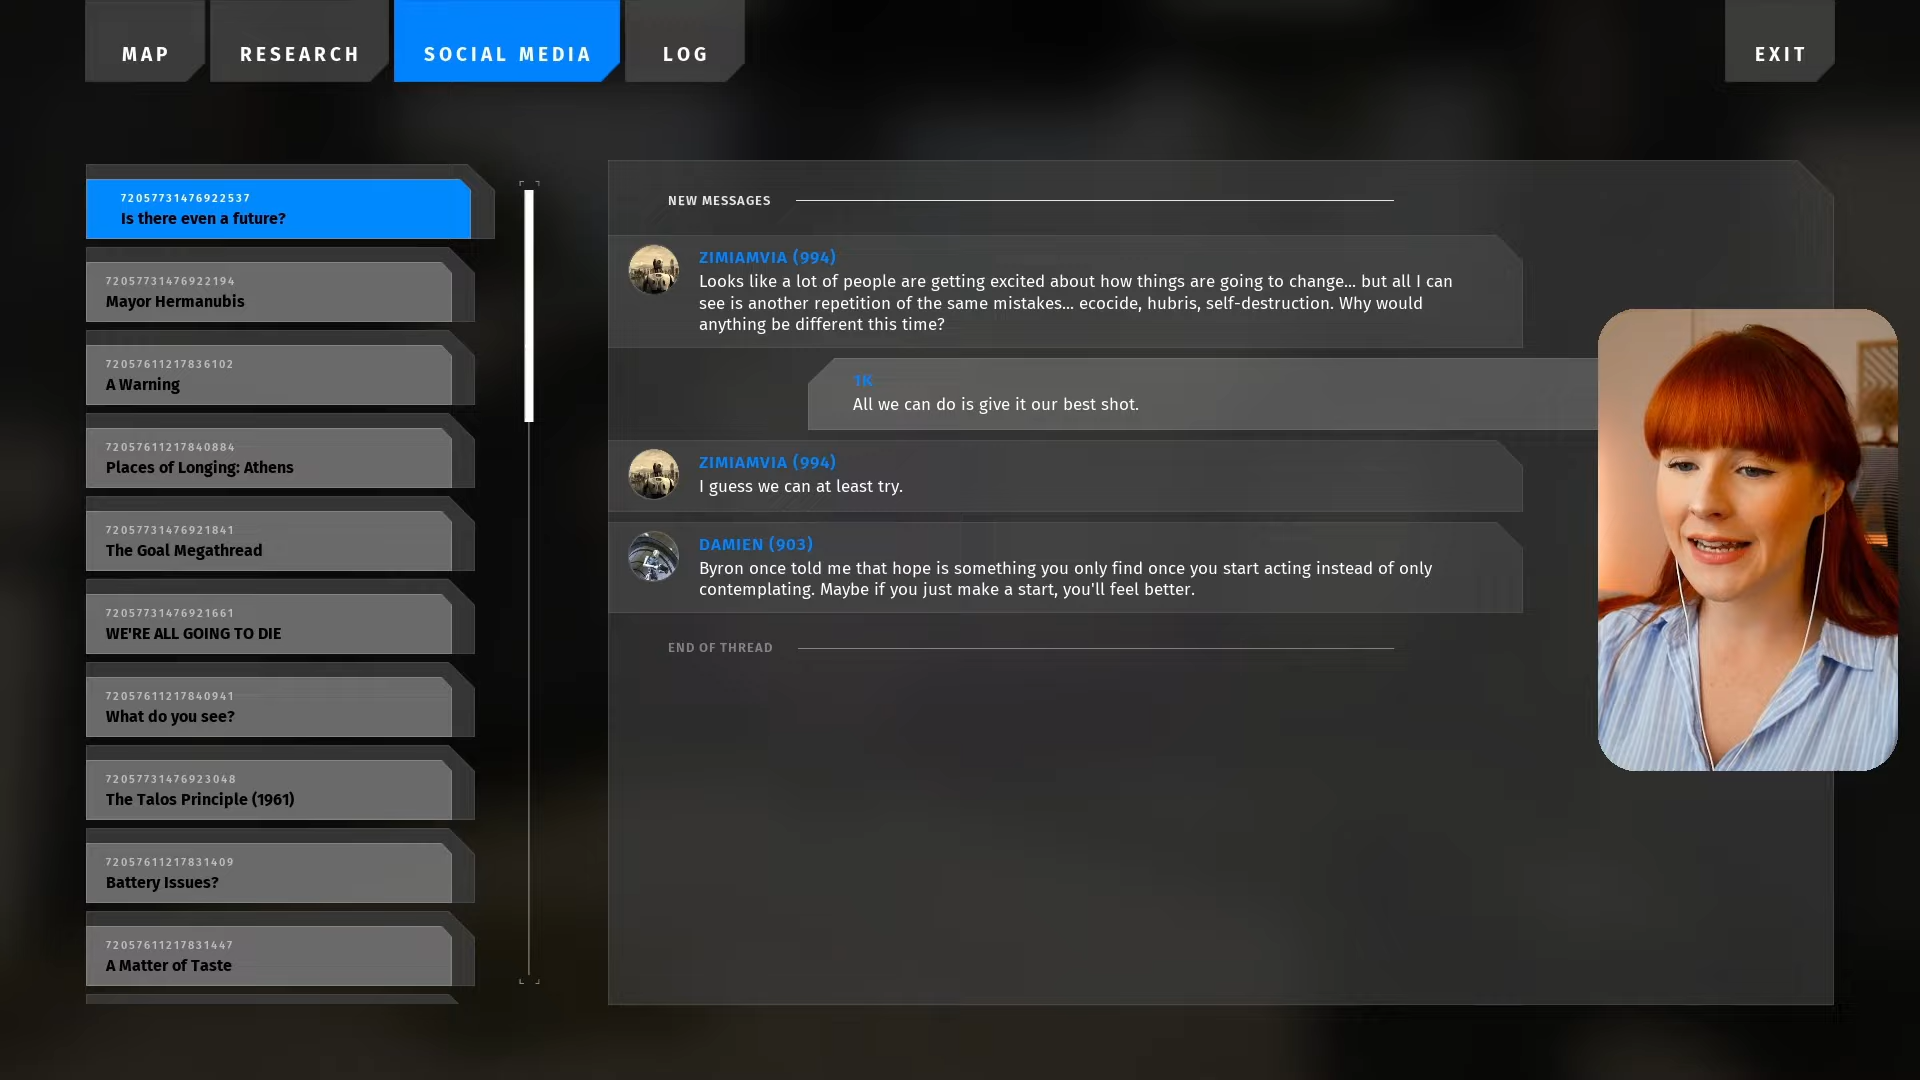 MAP
RESEARCH
SOCIAL MEDIA
LOG
EXIT
72057731476922537
Is there even a future?
72057731476922194
Mayor Hermanubis
72057611217836102
A Warning
72057611217840884
Places of Longing: Athens
72057731476921841
The Goal Megathread
72057731476921661
WE'RE ALL GOING TO DIE
72057611217840941
What do you see?
72057731476923048
The Talos Principle (1961)
72057611217831409
Battery Issues?
72057611217831447
A Matter of Taste
NEW MESSAGES
ZIMIAMVIA (994)
Looks like a lot of people are getting excited about how things are going to change... but all I can
see is another repetition of the same mistakes... ecocide, hubris, self-destruction. Why would
anything be different this time?
1K
All we can do is give it our best shot.
ZIMIAMVIA (994)
I guess we can at least try.
DAMIEN (903)
Byron once told me that hope is something you only find once you start acting instead of only
contemplating. Maybe if you just make a start, you'll feel better.
END OF THREAD